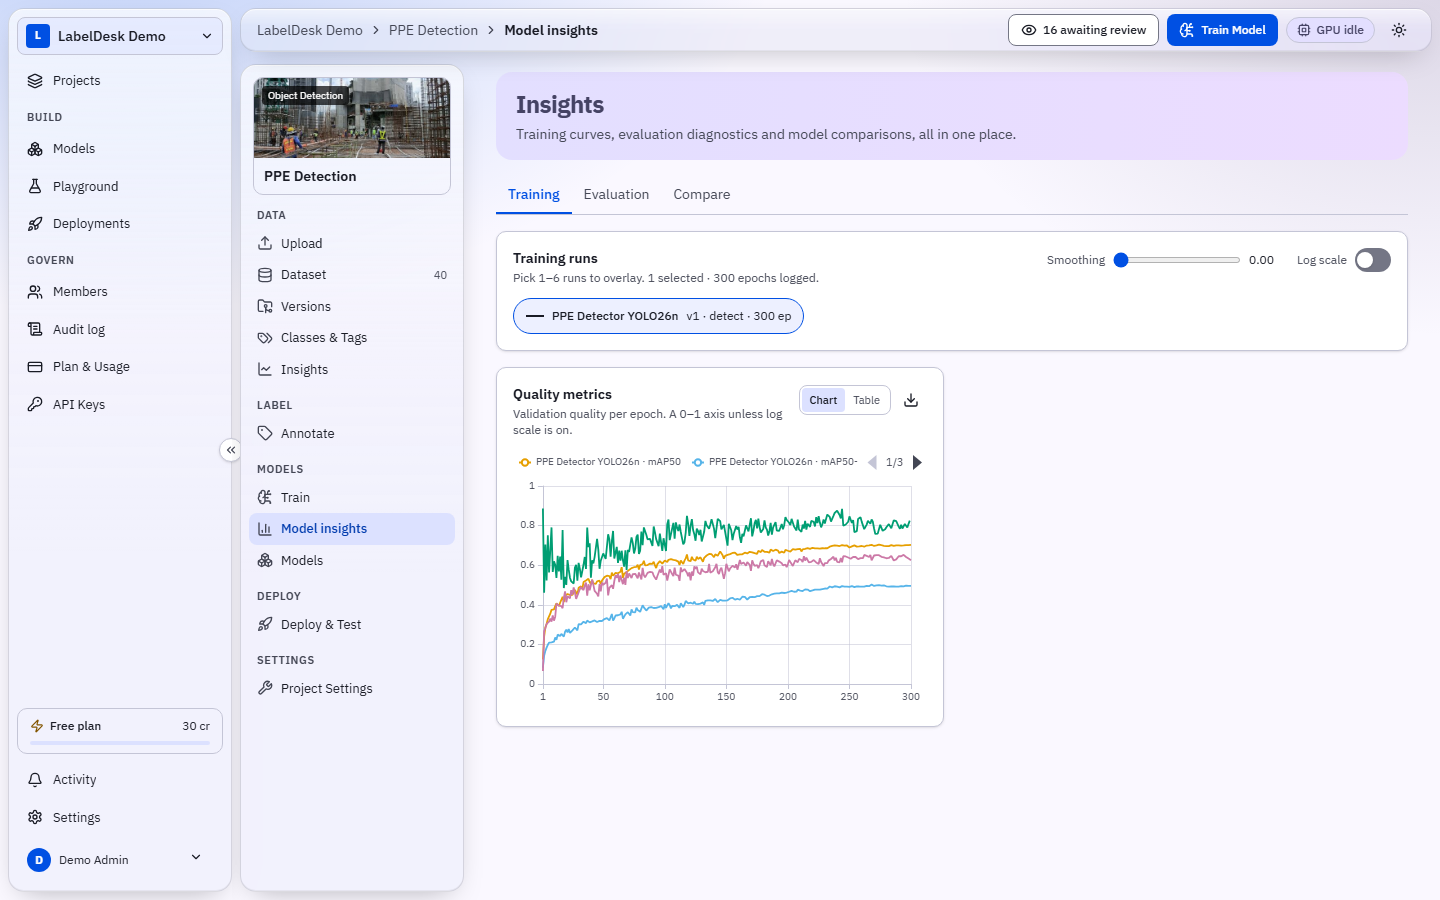 L
LabelDesk Demo
Projects
BUILD
Models
Playground
Deployments
GOVERN
Members
Audit log
Plan & Usage
API Keys
Free plan
30 cr
Activity
Settings
D
Demo Admin
LabelDesk Demo
PPE Detection
Model insights
16 awaiting review
Train Model
GPU idle
Object Detection
PPE Detection
DATA
Upload
Dataset
40
Versions
Classes & Tags
Insights
LABEL
Annotate
MODELS
Train
Model insights
Models
DEPLOY
Deploy & Test
SETTINGS
Project Settings
Insights
Training curves, evaluation diagnostics and model comparisons, all in one place.
Training
Evaluation
Compare
Training runs
Pick 1–6 runs to overlay. 1 selected · 300 epochs logged.
Smoothing
0.00
Log scale
PPE Detector YOLO26n v1 · detect · 300 ep
Quality metrics
Validation quality per epoch. A 0–1 axis unless log
scale is on.
Chart
Table
PPE Detector YOLO26n · mAP50
PPE Detector YOLO26n · mAP50-
1/3
1
0.8
0.6
0.4
0.2
0
1
50
100
150
200
250
300